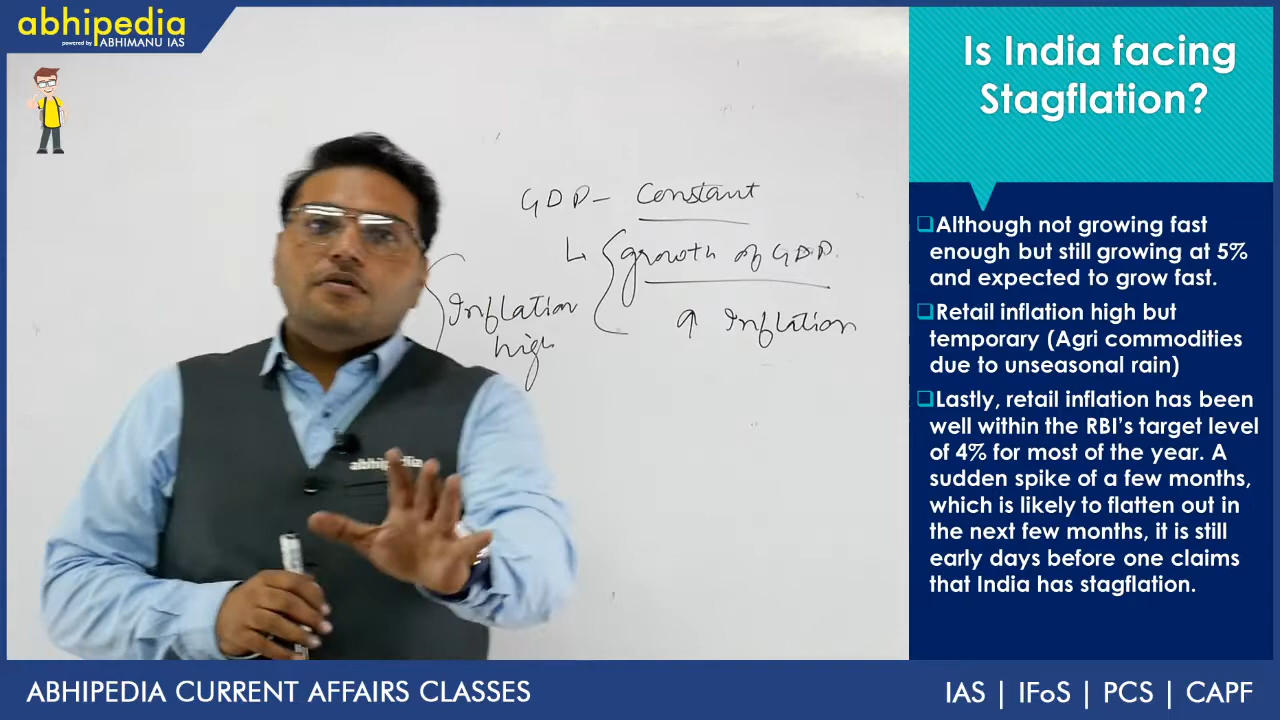 abhipedia
powered by ABHIMANU IAS
GDP - Constant
growth of GDP.
Inflation
high
Inflation
abhipedia
Is India facing
Stagflation?
❑Although not growing fast
enough but still growing at 5%
and expected to grow fast.
❑Retail inflation high but
temporary (Agri commodities
due to unseasonal rain)
❑Lastly, retail inflation has been
well within the RBI's target level
of 4% for most of the year. A
sudden spike of a few months,
which is likely to flatten out in
the next few months, it is still
early days before one claims
that India has stagflation.
ABHIPEDIA CURRENT AFFAIRS CLASSES
IAS | IFoS | PCS | CAPF